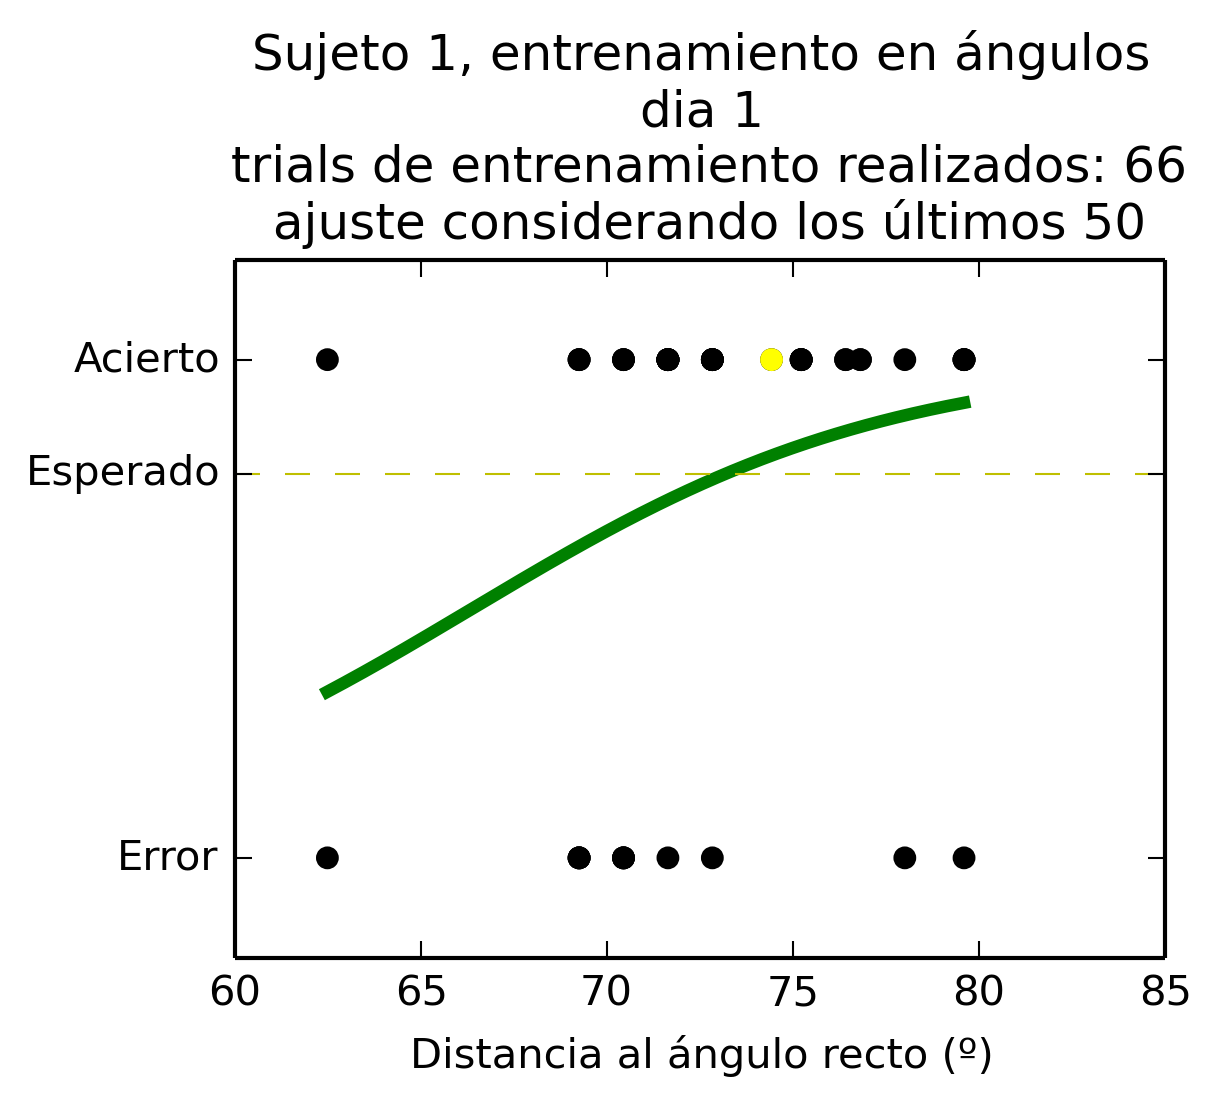 Sujeto 1, entrenamiento en ángulos
dia 1
trials de entrenamiento realizados: 66
ajuste considerando los últimos 50
Acierto
Esperado
Error
60 65 70 75 80 85
Distancia al ángulo recto (º)